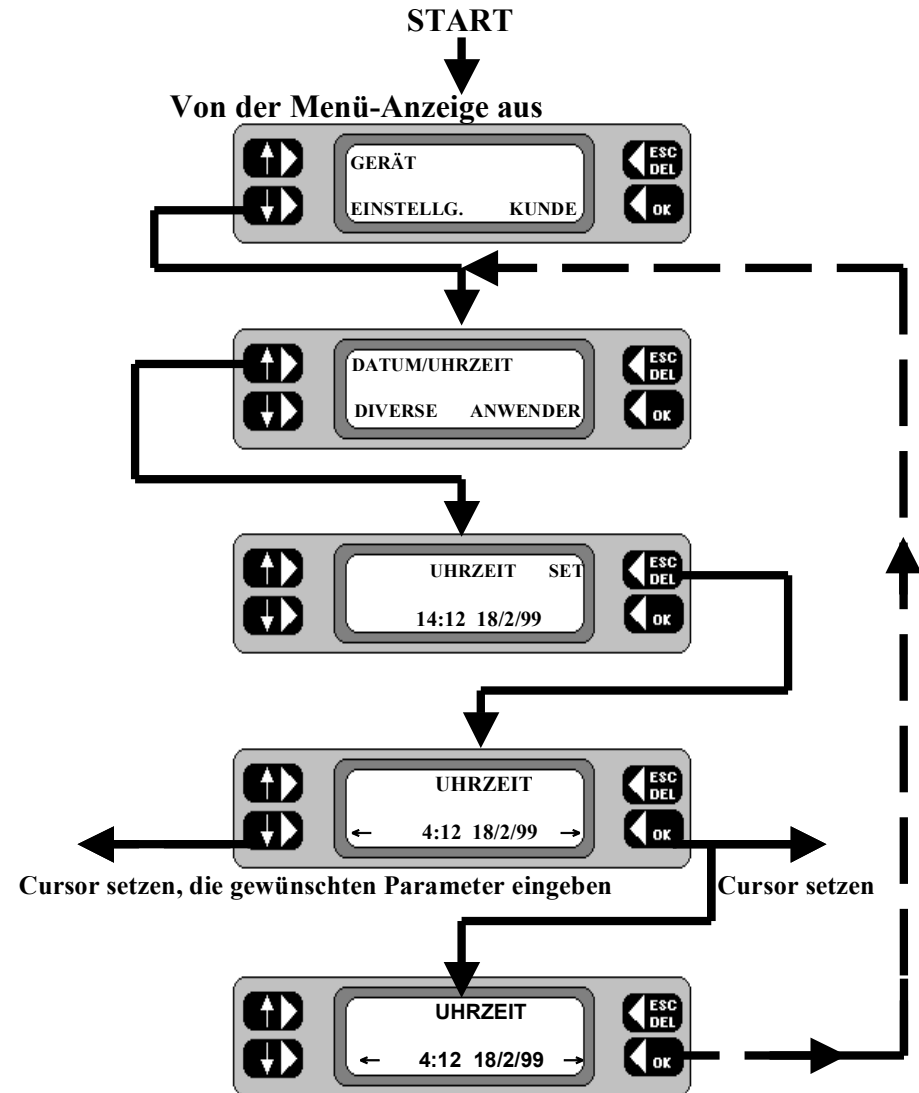 START
Von der Menü-Anzeige aus
GERÄT
ESC
DEL
EINSTELLG. KUNDE
OK
DATUM/UHRZEIT
ESC
DEL
DIVERSE ANWENDER
OK
UHRZEIT SET
ESC
DEL
14:12 18/2/99
OK
UHRZEIT
ESC
DEL
← 4:12 18/2/99 →
OK
Cursor setzen, die gewünschten Parameter eingeben
Cursor setzen
UHRZEIT
ESC
DEL
← 4:12 18/2/99 →
OK